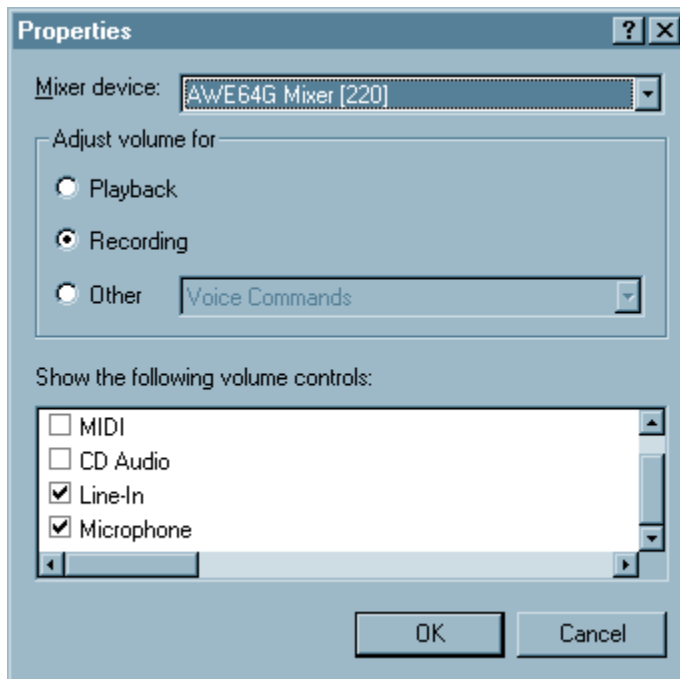 Properties
Mixer device: AWE64G Mixer [220]
Adjust volume for
Playback
Recording
Other Voice Commands
Show the following volume controls:
MIDI
CD Audio
Line-In
Microphone
OK Cancel